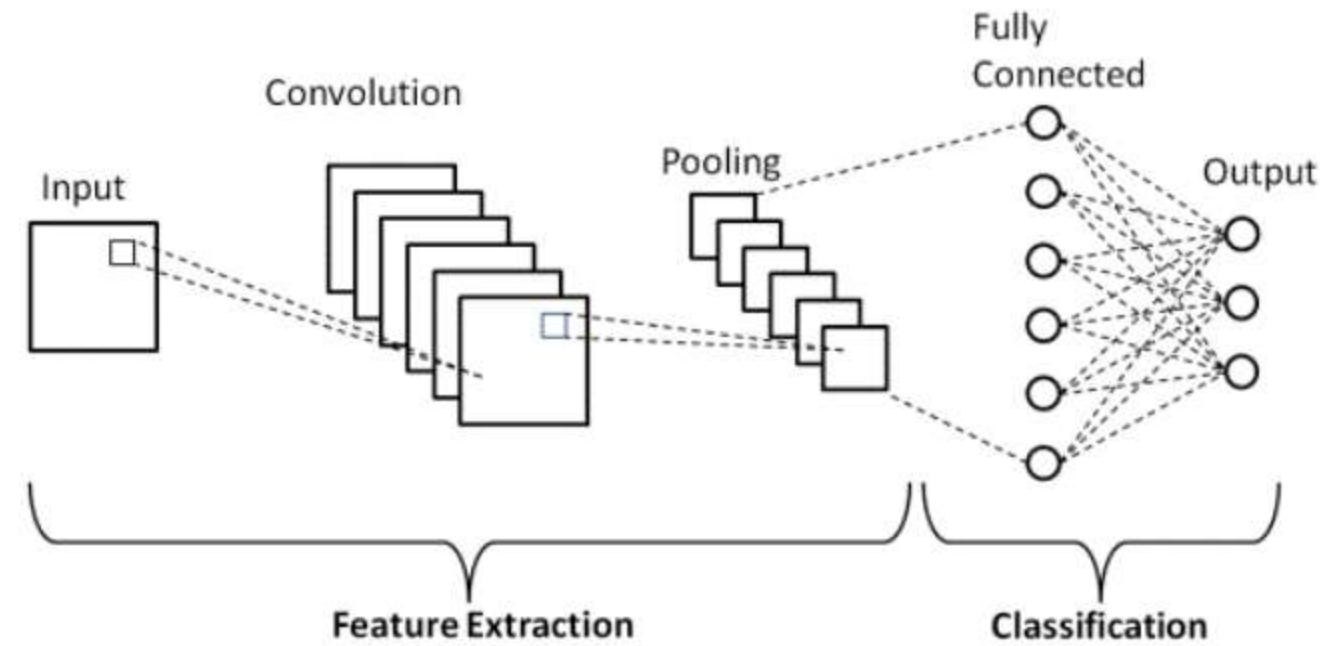 Input
Convolution
Pooling
Fully
Connected
Output
Feature Extraction
Classification